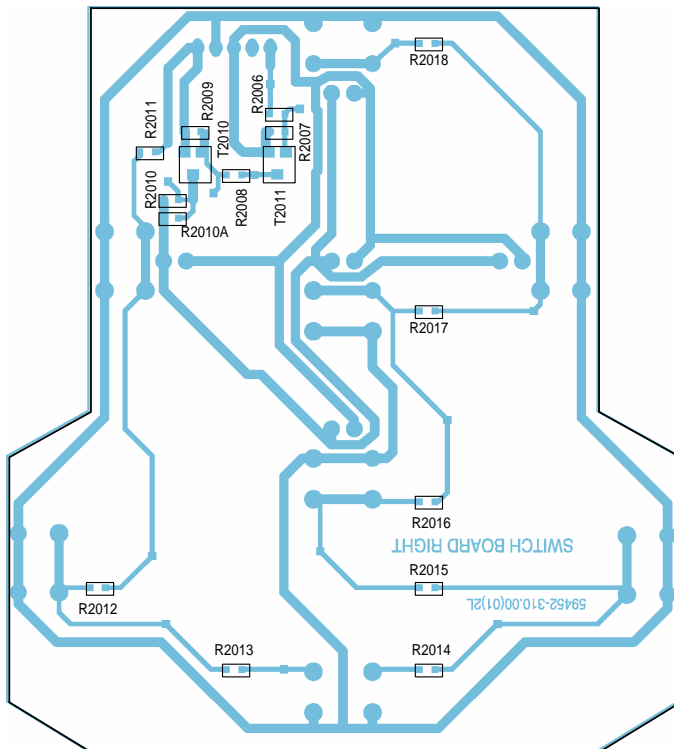 R2018
R2006
R2009
R2011
T2010
R2007
R2010
R2008
T2011
R2010A
R2017
R2016
SWITCH BOARD RIGHT
R2015
59452-310.00(01)2L
R2012
R2013
R2014